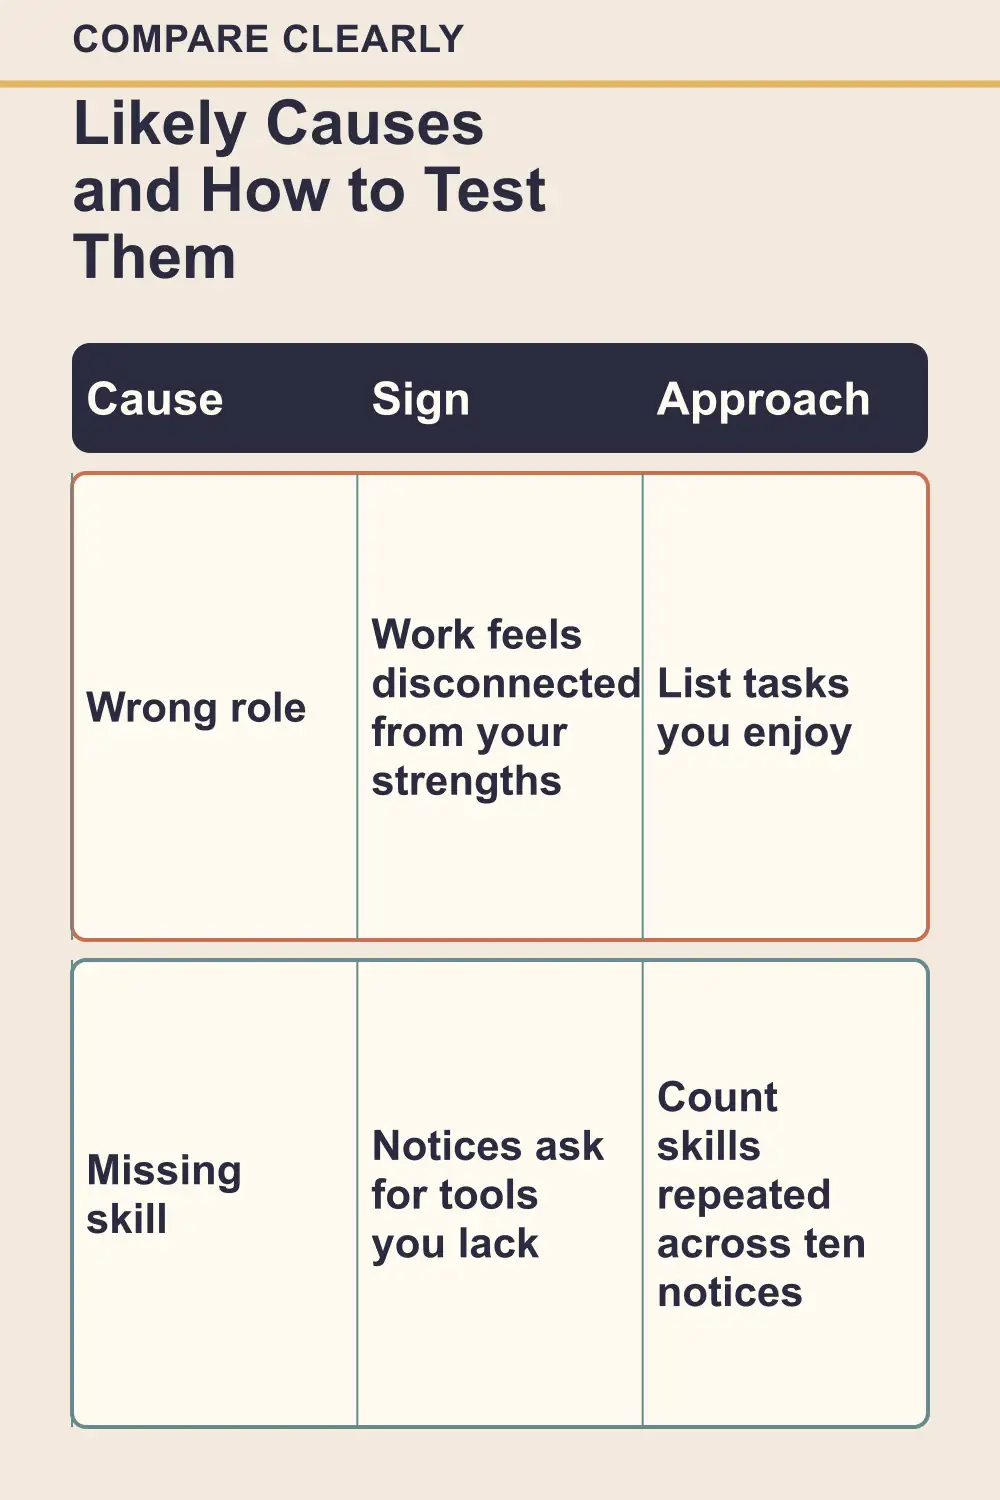 COMPARE CLEARLY
Likely Causes
and How to Test
Them
Cause
Sign
Approach
Wrong role
Work feels
disconnected
from your
strengths
List tasks
you enjoy
Missing
skill
Notices ask
for tools
you lack
Count
skills
repeated
across ten
notices